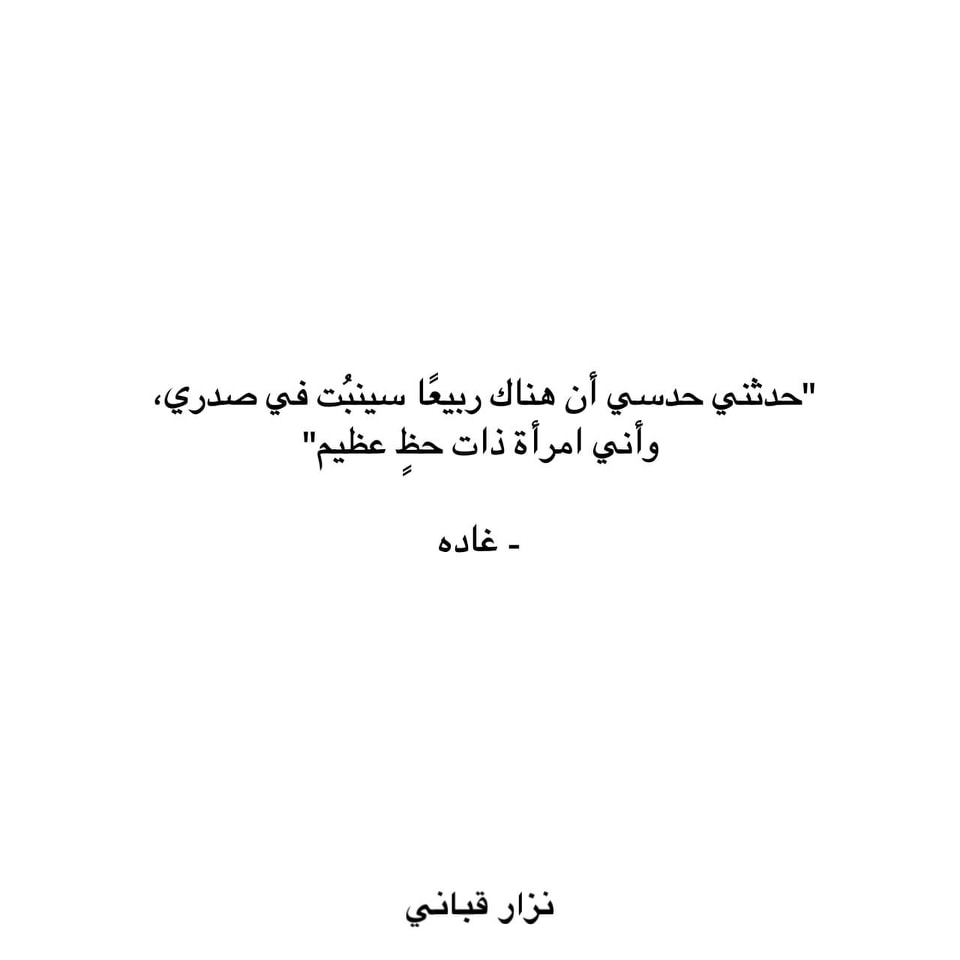 "حدثني حدسي أن هناك ربيعًا سينبُت في صدري،
وأني امرأة ذات حظٍ عظيم"
- غاده
نزار قباني